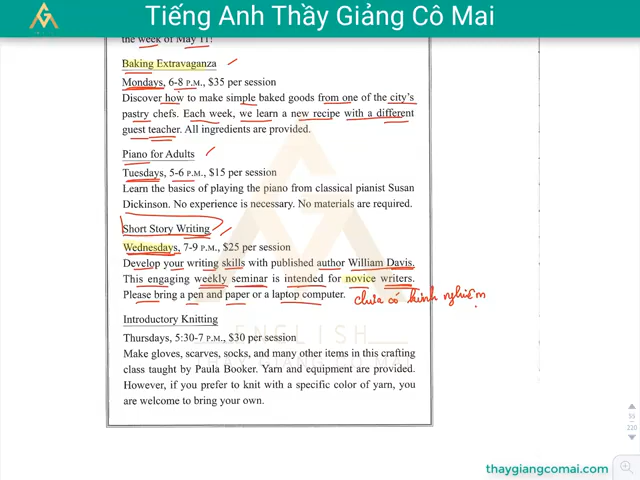 Tiếng Anh Thầy Giảng Cô Mai
the week of May 11!
Baking Extravaganza
Mondays, 6-8 P.M., $35 per session
Discover how to make simple baked goods from one of the city's
pastry chefs. Each week, we learn a new recipe with a different
guest teacher. All ingredients are provided.
Piano for Adults
Tuesdays, 5-6 P.M., $15 per session
Learn the basics of playing the piano from classical pianist Susan
Dickinson. No experience is necessary. No materials are required.
Short Story Writing
Wednesdays, 7-9 P.M., $25 per session
Develop your writing skills with published author William Davis.
This engaging weekly seminar is intended for novice writers.
Please bring a pen and paper or a laptop computer.
chưa có kinh nghiệm
Introductory Knitting
ENGLISH
Thursdays, 5:30-7 P.M., $30 per session
Make gloves, scarves, socks, and many other items in this crafting
class taught by Paula Booker. Yarn and equipment are provided.
However, if you prefer to knit with a specific color of yarn, you
are welcome to bring your own.
55
220
thaygiangcomai.com